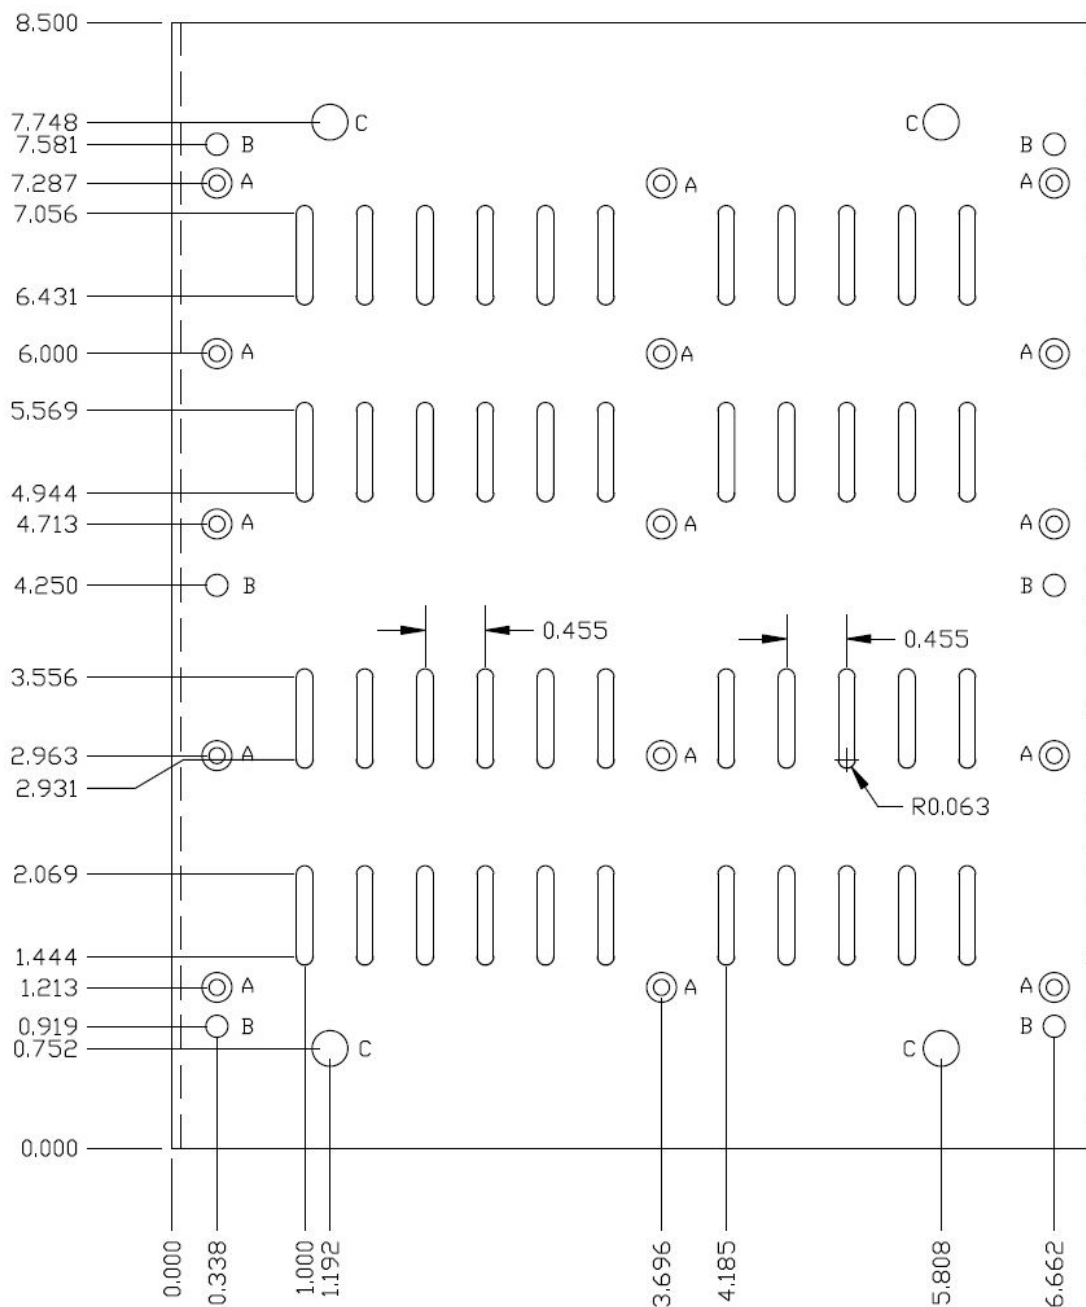 8.500
7.748 C C
7.581 B B
7.287 A A A
7.056
6.431
6.000 A A A
5.569
4.944
4.713 A A A
4.250 B B
0.455 0.455
3.556
2.963 A A A
2.931
R0.063
2.069
1.444
1.213 A A A
0.919 B B
0.752 C C
0.000
0.000
0.338
1.000
1.192
3.696
4.185
5.808
6.662